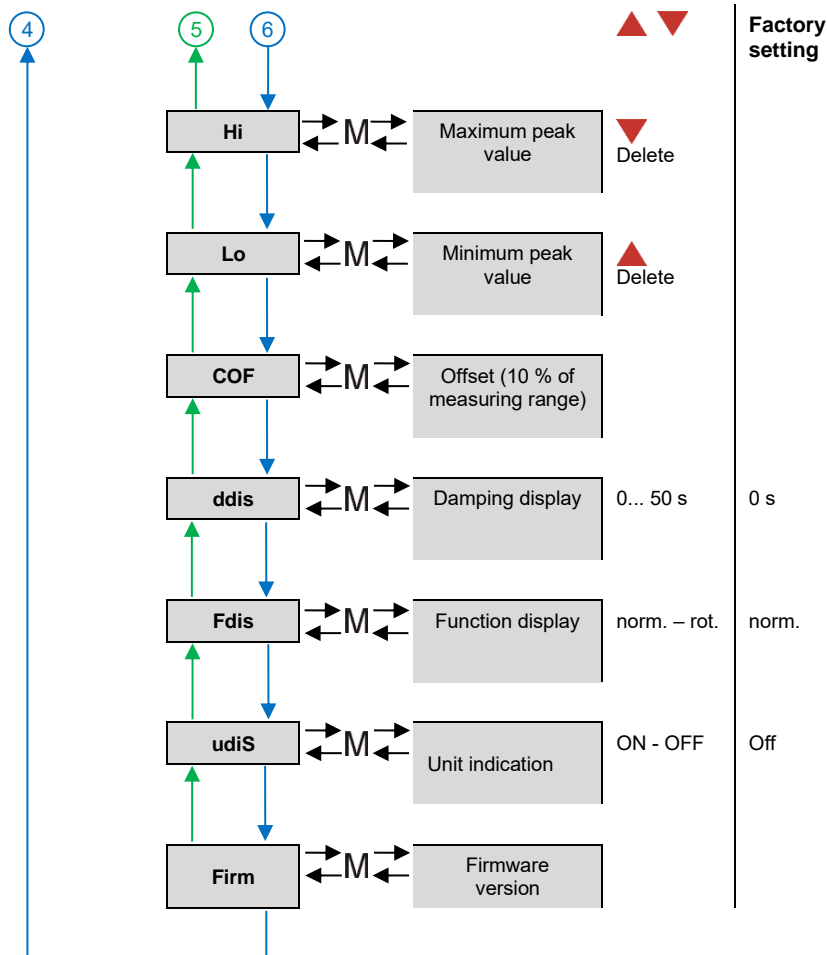 4
5
6
Factory
setting
Hi
M
Maximum peak
value
Delete
Lo
M
Minimum peak
value
Delete
COF
M
Offset (10 % of
measuring range)
ddis
M
Damping display
0... 50 s
0 s
Fdis
M
Function display
norm. – rot.
norm.
udiS
M
Unit indication
ON - OFF
Off
Firm
M
Firmware
version